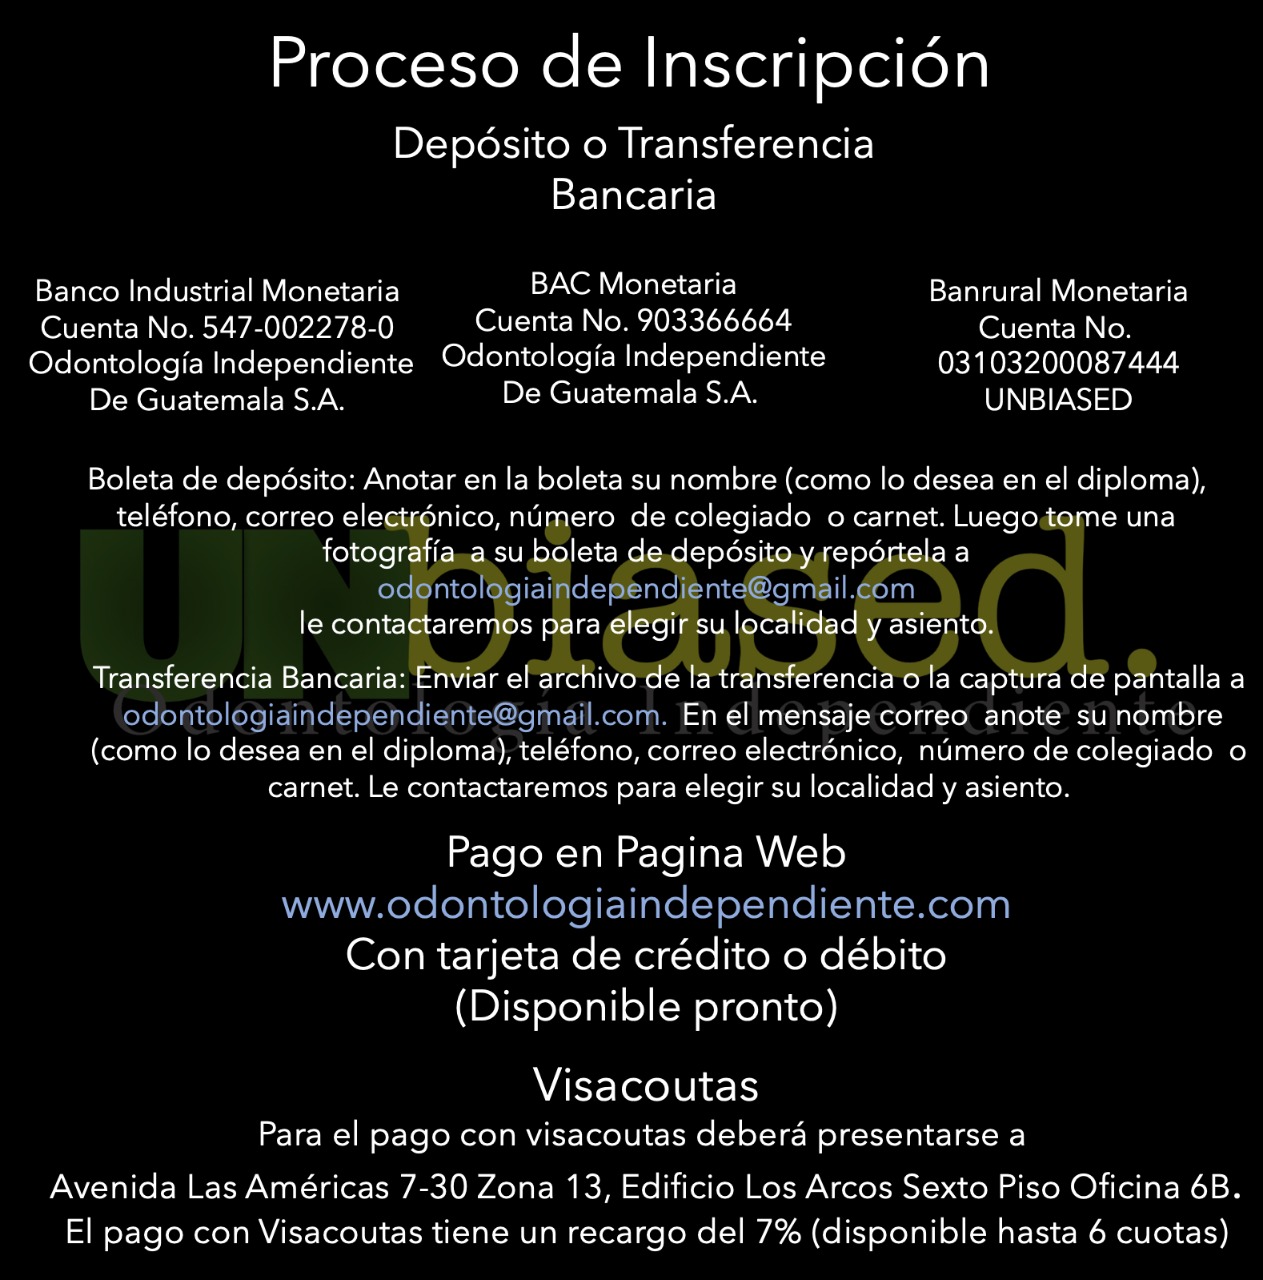 Proceso de Inscripción
Depósito o Transferencia
Bancaria
Banco Industrial Monetaria
Cuenta No. 547-002278-0
Odontología Independiente
De Guatemala S.A.
BAC Monetaria
Cuenta No. 903366664
Odontología Independiente
De Guatemala S.A.
Banrural Monetaria
Cuenta No.
03103200087444
UNBIASED
Boleta de depósito: Anotar en la boleta su nombre (como lo desea en el diploma),
teléfono, correo electrónico, número de colegiado o carnet. Luego tome una
fotografía a su boleta de depósito y repórtela a
odontologiaindependiente@gmail.com
le contactaremos para elegir su localidad y asiento.
UNbiased.
Odontología Independiente
Transferencia Bancaria: Enviar el archivo de la transferencia o la captura de pantalla a
odontologiaindependiente@gmail.com. En el mensaje correo anote su nombre
(como lo desea en el diploma), teléfono, correo electrónico, número de colegiado o
carnet. Le contactaremos para elegir su localidad y asiento.
Pago en Pagina Web
www.odontologiaindependiente.com
Con tarjeta de crédito o débito
(Disponible pronto)
Visacoutas
Para el pago con visacoutas deberá presentarse a
Avenida Las Américas 7-30 Zona 13, Edificio Los Arcos Sexto Piso Oficina 6B.
El pago con Visacoutas tiene un recargo del 7% (disponible hasta 6 cuotas)